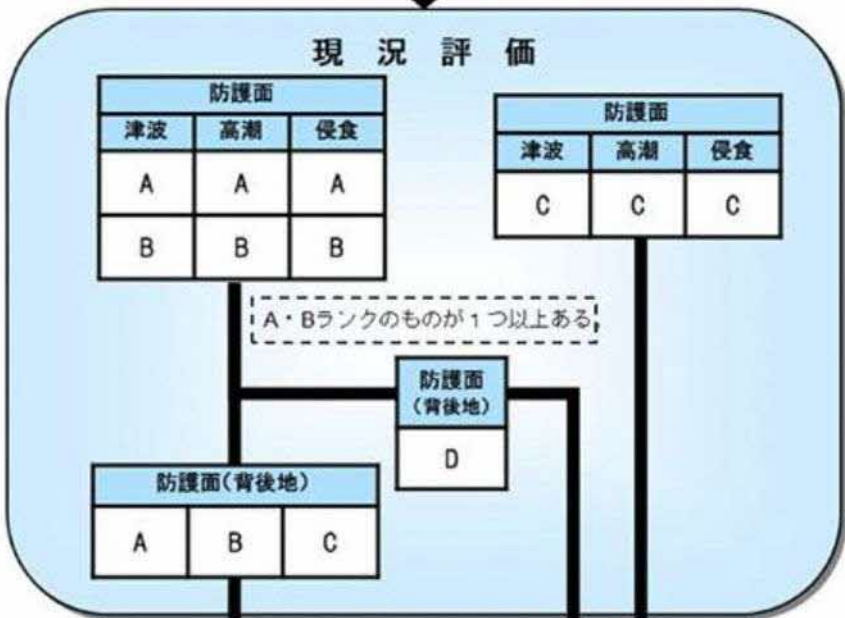 現況評価
防護面
津波 高潮 侵食
A A A
B B B
防護面
津波 高潮 侵食
C C C
A・Bランクのものが1つ以上ある
防護面
(背後地)
D
防護面(背後地)
A B C